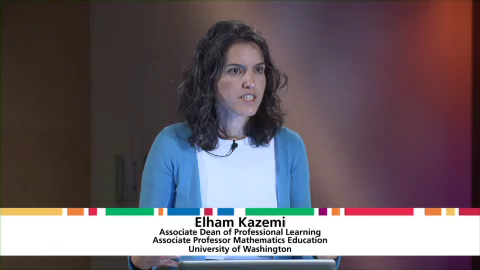 Elham Kazemi
Associate Dean of Professional Learning
Associate Professor Mathematics Education
University of Washington